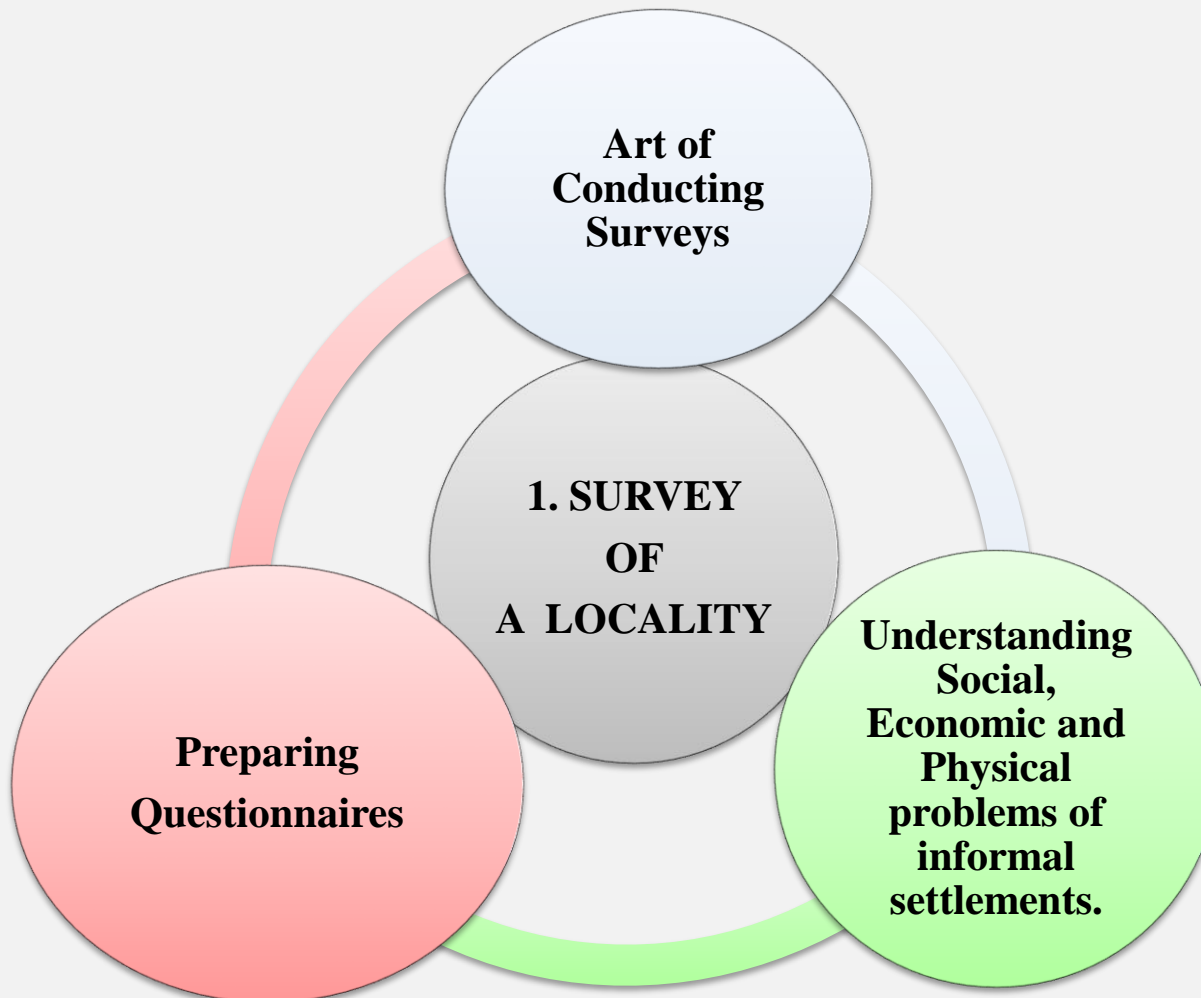 Art of
Conducting
Surveys
1. SURVEY
OF
A LOCALITY
Understanding
Social,
Economic and
Physical
problems of
informal
settlements.
Preparing
Questionnaires